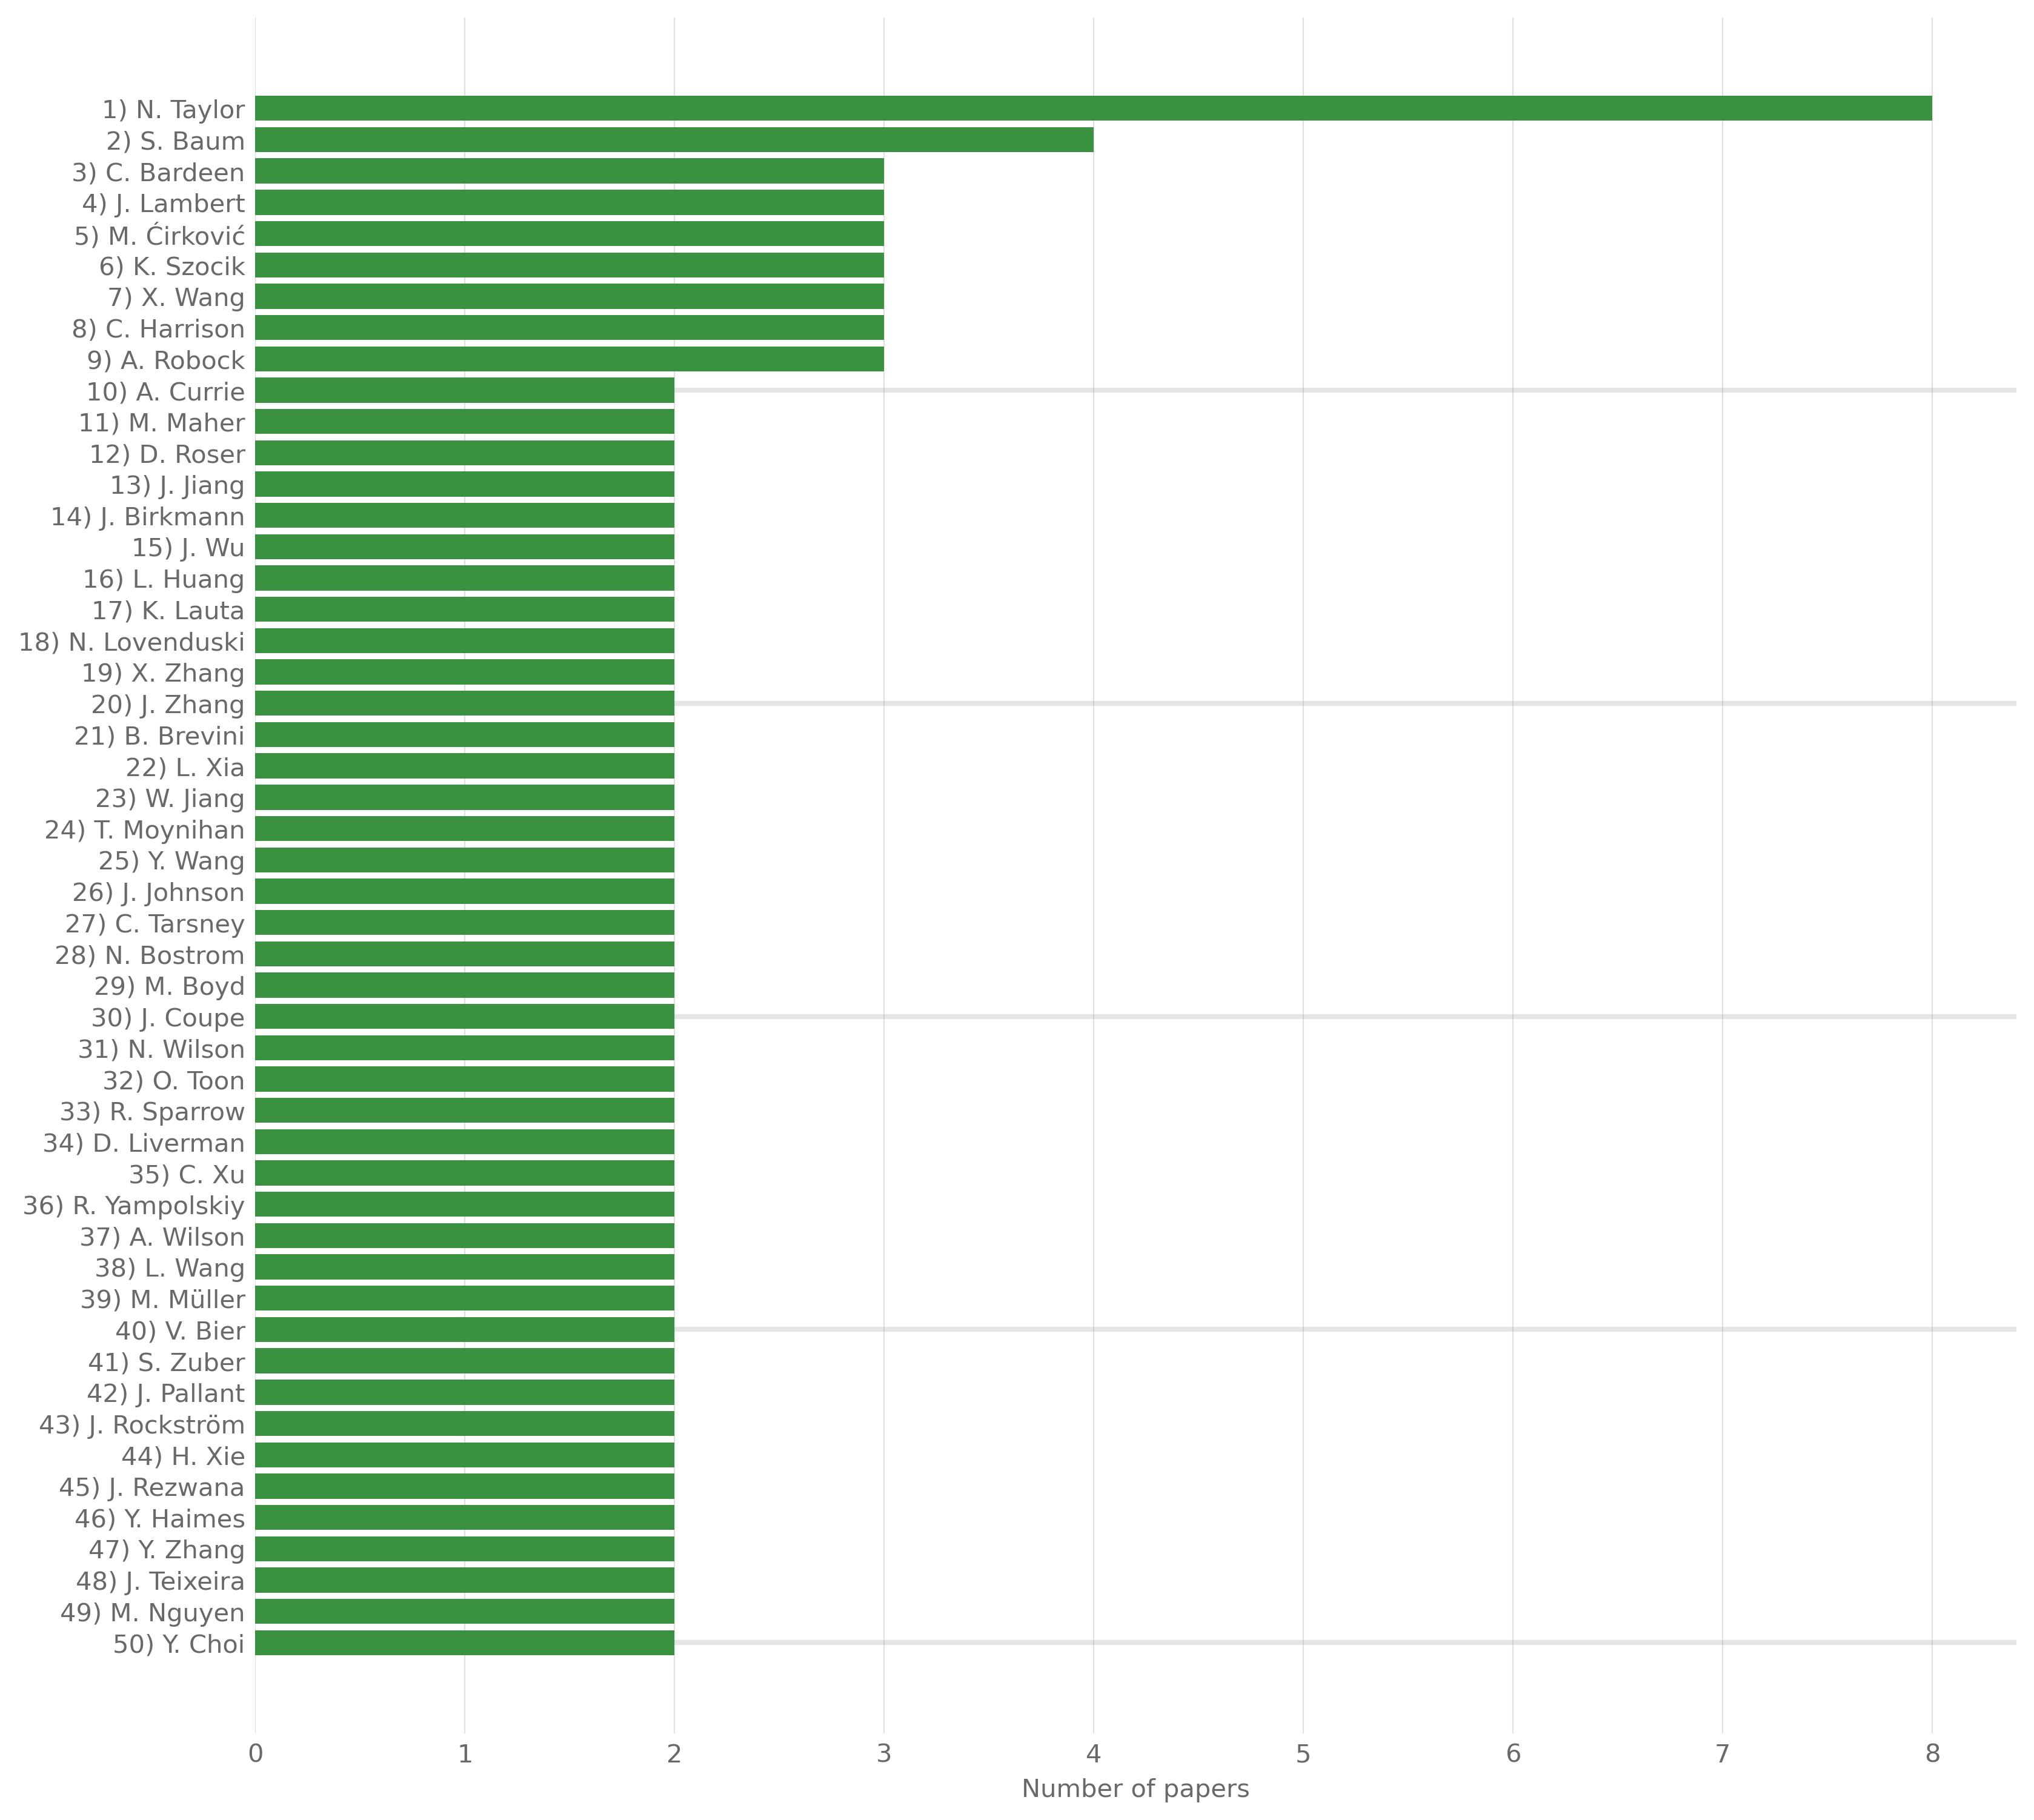 1) N. Taylor
2) S. Baum
3) C. Bardeen
4) J. Lambert
5) M. Ćirković
6) K. Szocik
7) X. Wang
8) C. Harrison
9) A. Robock
10) A. Currie
11) M. Maher
12) D. Roser
13) J. Jiang
14) J. Birkmann
15) J. Wu
16) L. Huang
17) K. Lauta
18) N. Lovenduski
19) X. Zhang
20) J. Zhang
21) B. Brevini
22) L. Xia
23) W. Jiang
24) T. Moynihan
25) Y. Wang
26) J. Johnson
27) C. Tarsney
28) N. Bostrom
29) M. Boyd
30) J. Coupe
31) N. Wilson
32) O. Toon
33) R. Sparrow
34) D. Liverman
35) C. Xu
36) R. Yampolskiy
37) A. Wilson
38) L. Wang
39) M. Müller
40) V. Bier
41) S. Zuber
42) J. Pallant
43) J. Rockström
44) H. Xie
45) J. Rezwana
46) Y. Haimes
47) Y. Zhang
48) J. Teixeira
49) M. Nguyen
50) Y. Choi
0 1 2 3 4 5 6 7 8
Number of papers